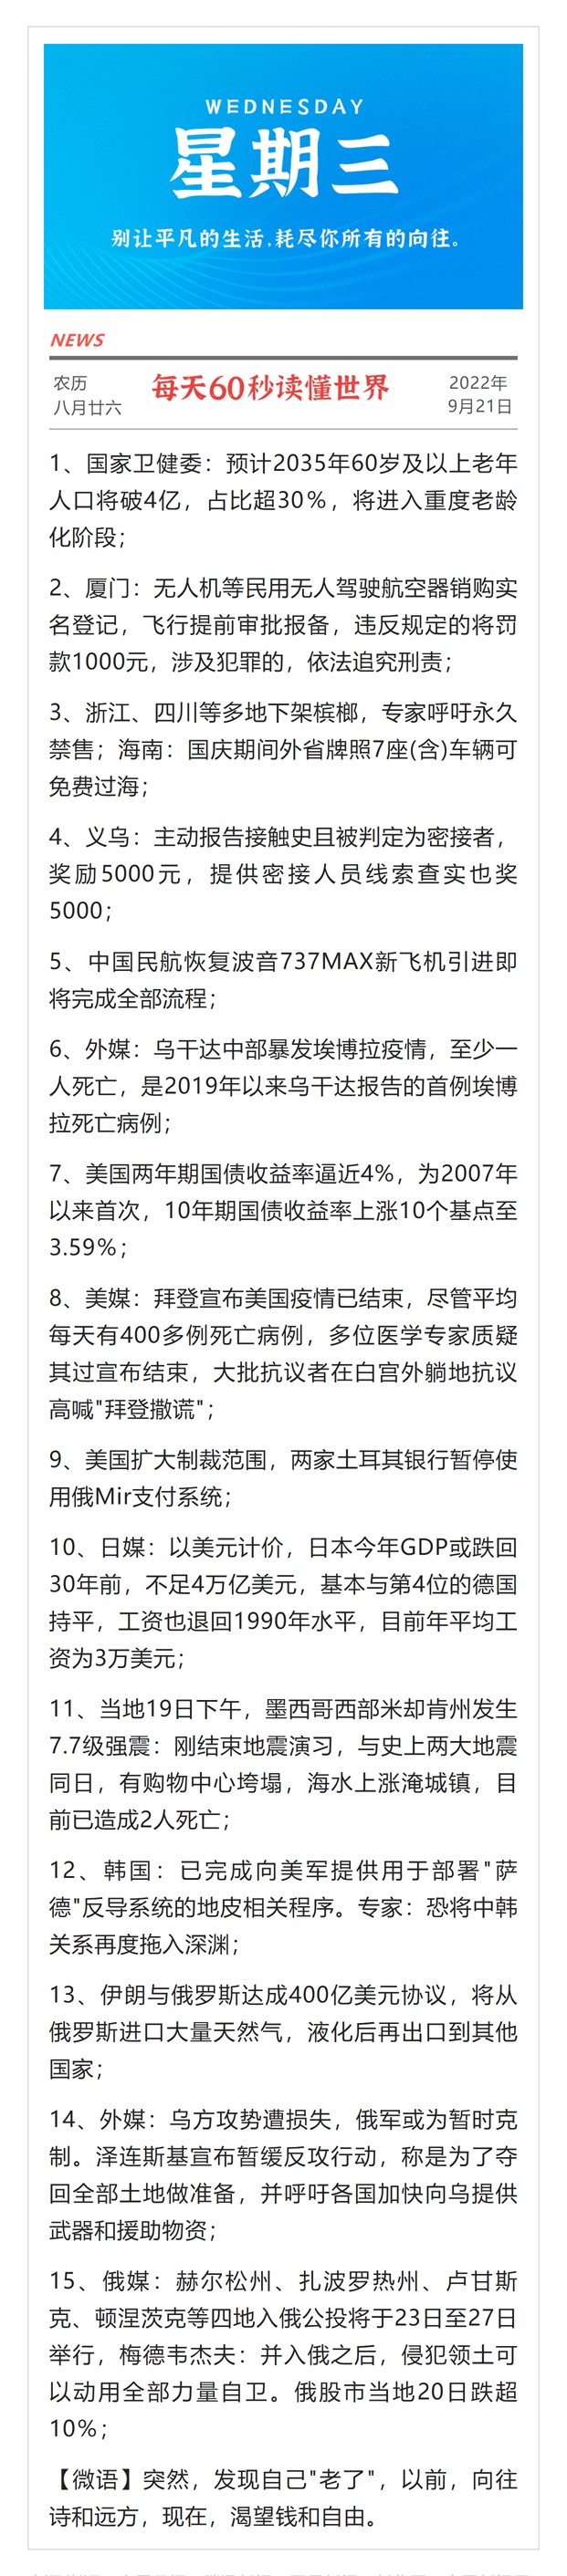 WEDNESDAY
星期三
别让平凡的生活,耗尽你所有的向往。
NEWS
农历
八月廿六
每天60秒读懂世界
2022年
9月21日
1、国家卫健委：预计2035年60岁及以上老年
人口将破4亿，占比超30%，将进入重度老龄
化阶段；
2、厦门：无人机等民用无人驾驶航空器销购实
名登记，飞行提前审批报备，违反规定的将罚
款1000元，涉及犯罪的，依法追究刑责；
3、浙江、四川等多地下架槟榔，专家呼吁永久
禁售；海南：国庆期间外省牌照7座(含)车辆可
免费过海；
4、义乌：主动报告接触史且被判定为密接者，
奖励5000元，提供密接人员线索查实也奖
5000；
5、中国民航恢复波音737MAX新飞机引进即
将完成全部流程；
6、外媒：乌干达中部暴发埃博拉疫情，至少一
人死亡，是2019年以来乌干达报告的首例埃博
拉死亡病例；
7、美国两年期国债收益率逼近4%，为2007年
以来首次，10年期国债收益率上涨10个基点至
3.59%；
8、美媒：拜登宣布美国疫情已结束，尽管平均
每天有400多例死亡病例，多位医学专家质疑
其过宣布结束，大批抗议者在白宫外躺地抗议
高喊"拜登撒谎"；
9、美国扩大制裁范围，两家土耳其银行暂停使
用俄Mir支付系统；
10、日媒：以美元计价，日本今年GDP或跌回
30年前，不足4万亿美元，基本与第4位的德国
持平，工资也退回1990年水平，目前年平均工
资为3万美元；
11、当地19日下午，墨西哥西部米却肯州发生
7.7级强震：刚结束地震演习，与史上两大地震
同日，有购物中心垮塌，海水上涨淹城镇，目
前已造成2人死亡；
12、韩国：已完成向美军提供用于部署"萨
德"反导系统的地皮相关程序。专家：恐将中韩
关系再度拖入深渊；
13、伊朗与俄罗斯达成400亿美元协议，将从
俄罗斯进口大量天然气，液化后再出口到其他
国家；
14、外媒：乌方攻势遭损失，俄军或为暂时克
制。泽连斯基宣布暂缓反攻行动，称是为了夺
回全部土地做准备，并呼吁各国加快向乌提供
武器和援助物资；
15、俄媒：赫尔松州、扎波罗热州、卢甘斯
克、顿涅茨克等四地入俄公投将于23日至27日
举行，梅德韦杰夫：并入俄之后，侵犯领土可
以动用全部力量自卫。俄股市当地20日跌超
10%；
【微语】突然，发现自己"老了"，以前，向往
诗和远方，现在，渴望钱和自由。